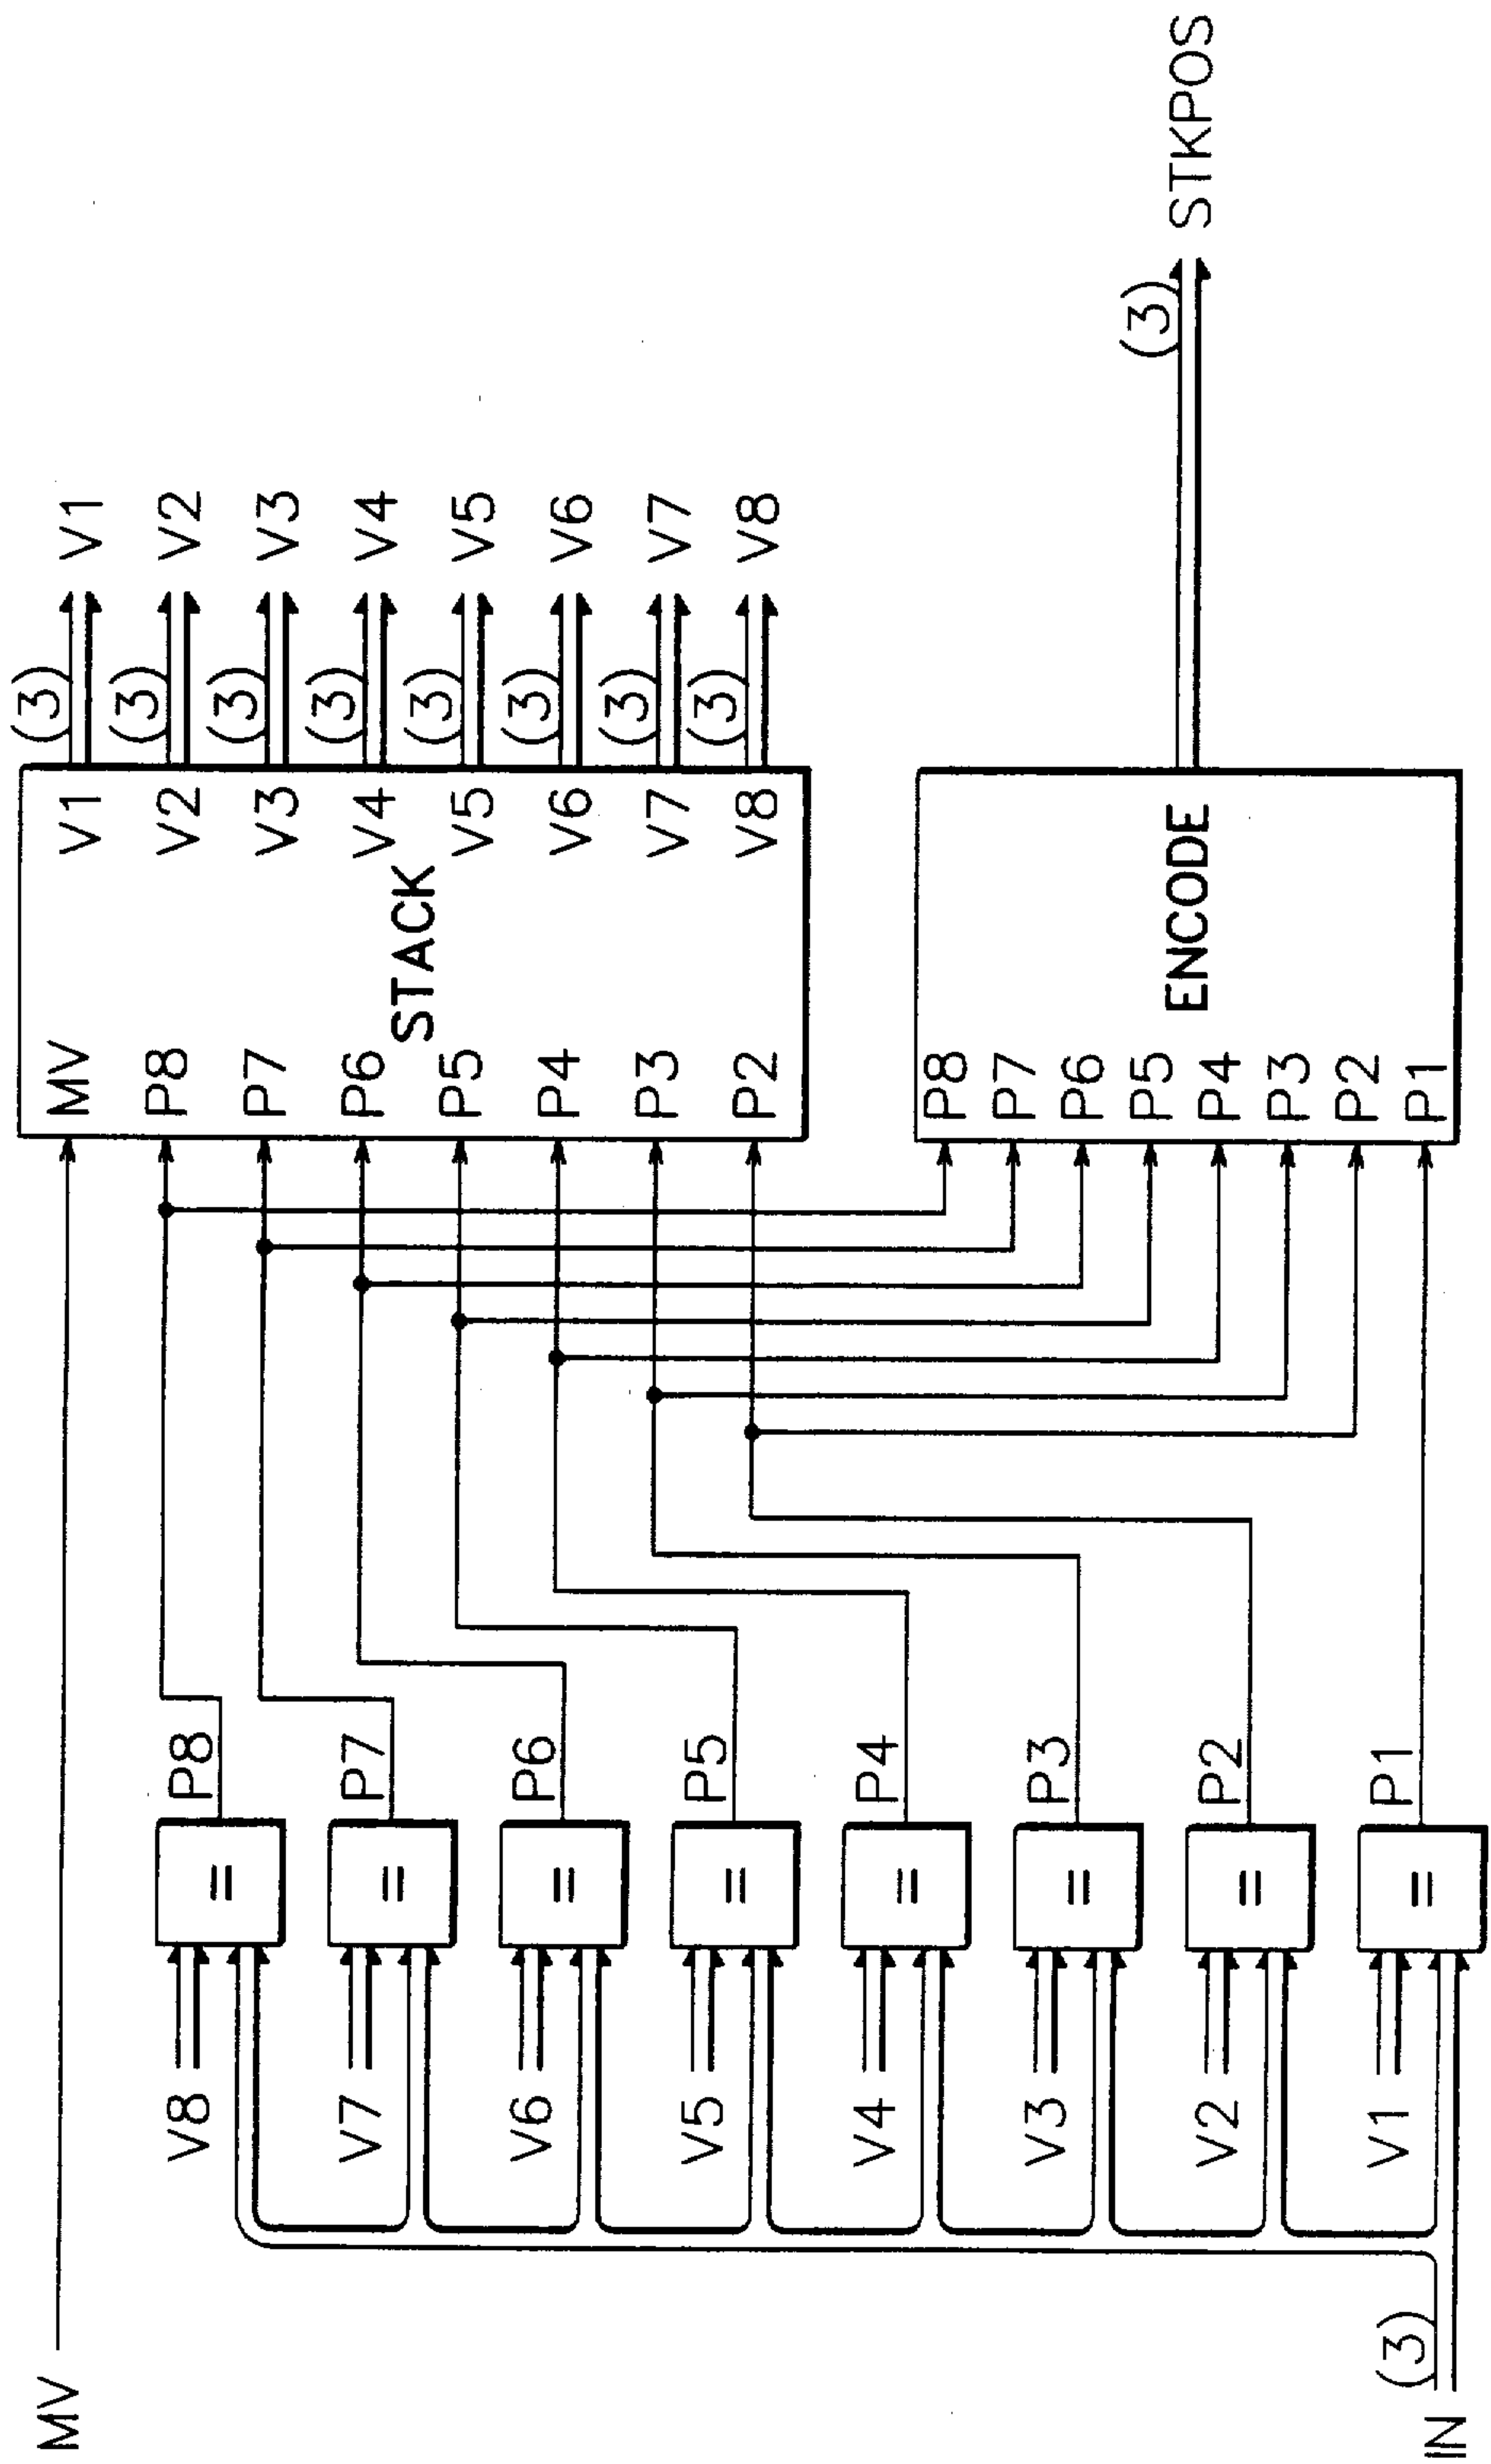 MV
V8
P8
V7
P7
V6
P6
V5
P5
V4
P4
V3
P3
V2
P2
V1
P1
IN
(3)
=
=
=
=
=
=
=
=
MV
P8
P7
P6
P5
P4
P3
P2
STACK
V1
V2
V3
V4
V5
V6
V7
V8
(3)
(3)
(3)
(3)
(3)
(3)
(3)
(3)
V1
V2
V3
V4
V5
V6
V7
V8
P8
P7
P6
P5
P4
P3
P2
P1
ENCODE
(3)
STKPOS